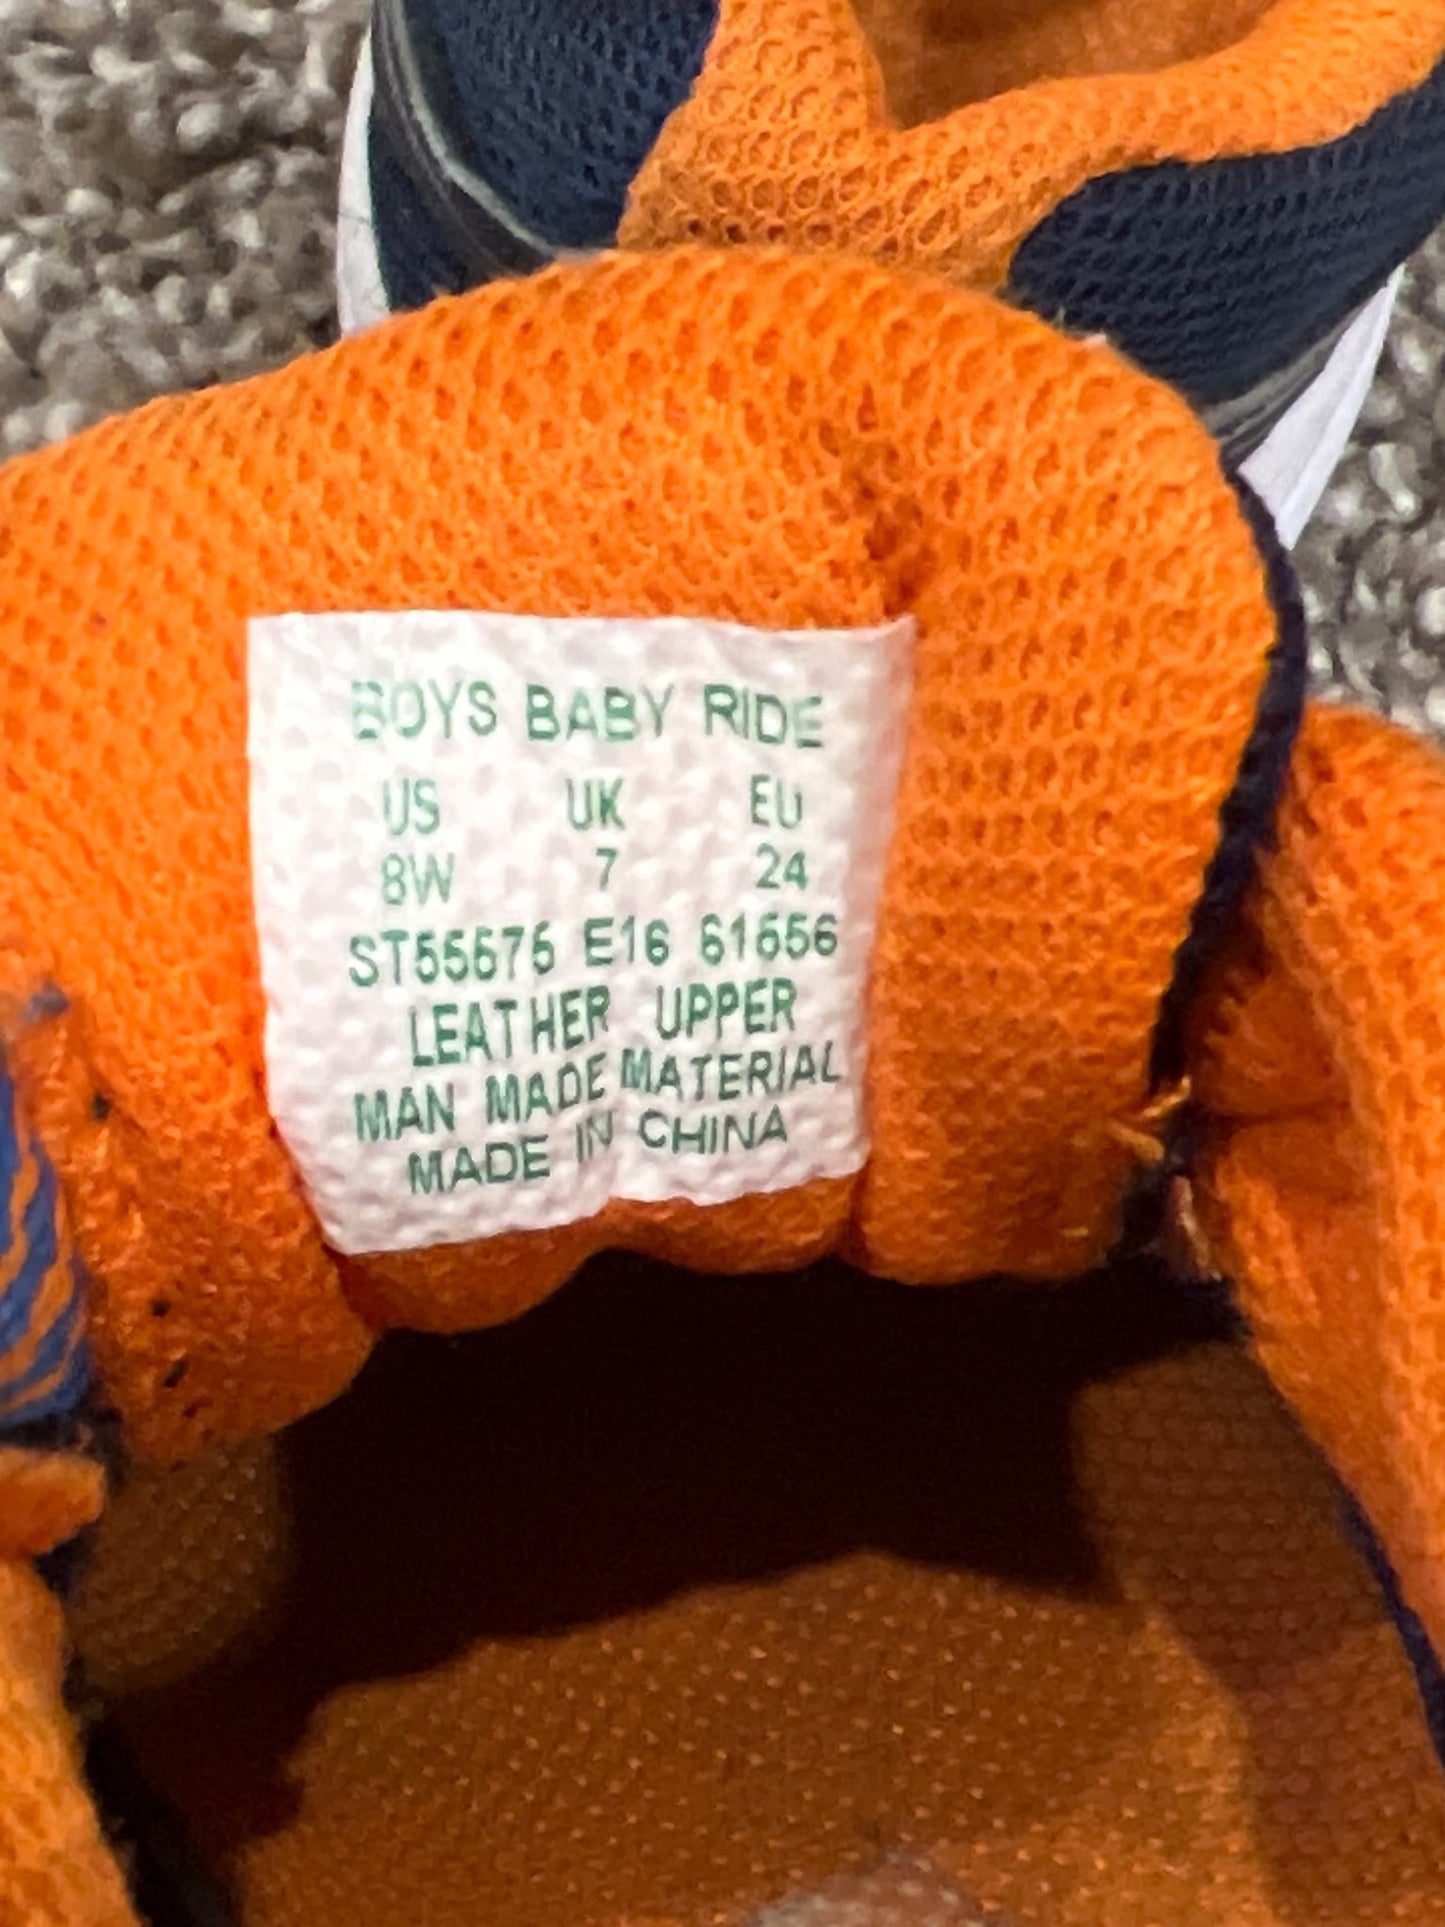 BOYS BABY RIDE
US UK EU
8W 7 24
ST55575 E16 61656
LEATHER UPPER
MAN MADE MATERIAL
MADE IN CHINA